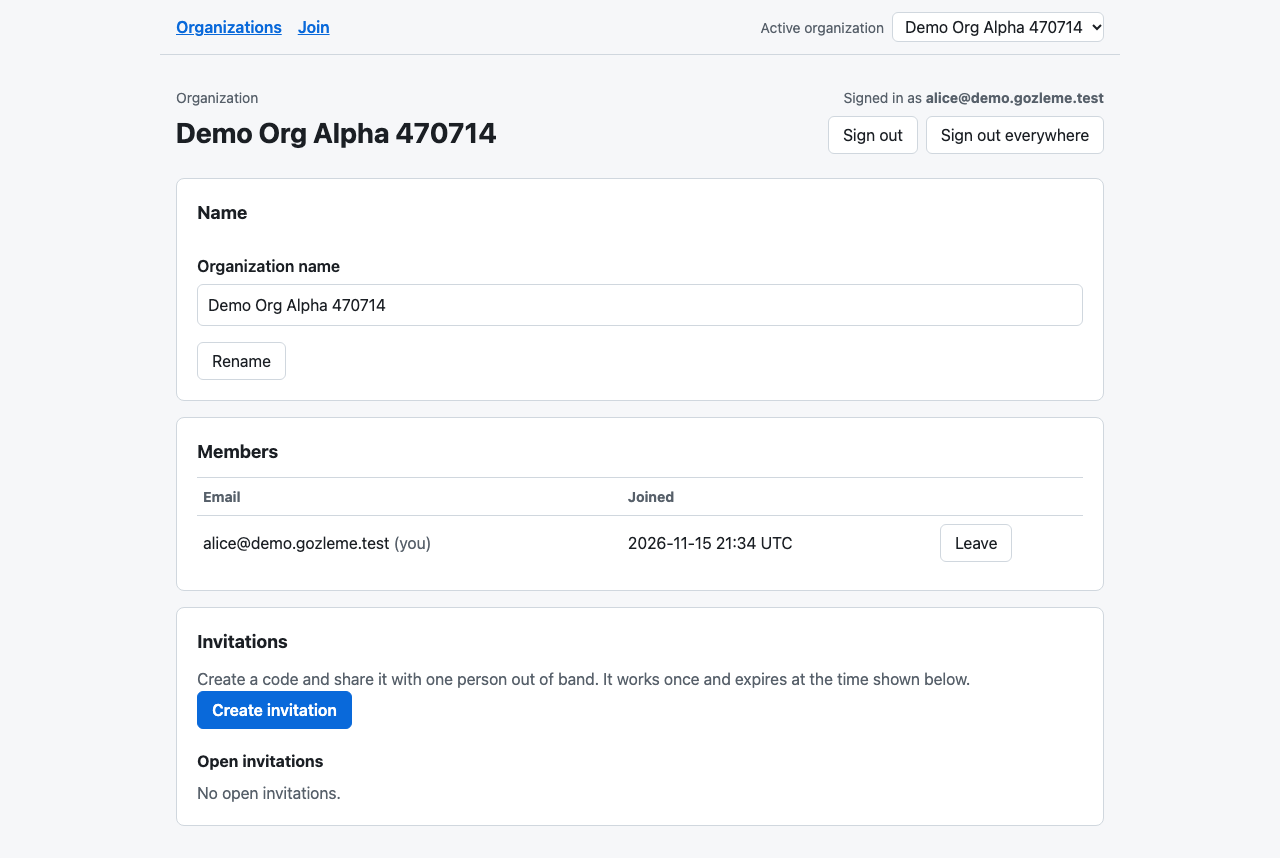 Organizations Join Active organization Demo Org Alpha 470714
Organization
Signed in as alice@demo.gozleme.test
Demo Org Alpha 470714
Sign out Sign out everywhere
Name
Organization name
Demo Org Alpha 470714
Rename
Members
Email Joined
alice@demo.gozleme.test (you) 2026-11-15 21:34 UTC Leave
Invitations
Create a code and share it with one person out of band. It works once and expires at the time shown below.
Create invitation
Open invitations
No open invitations.